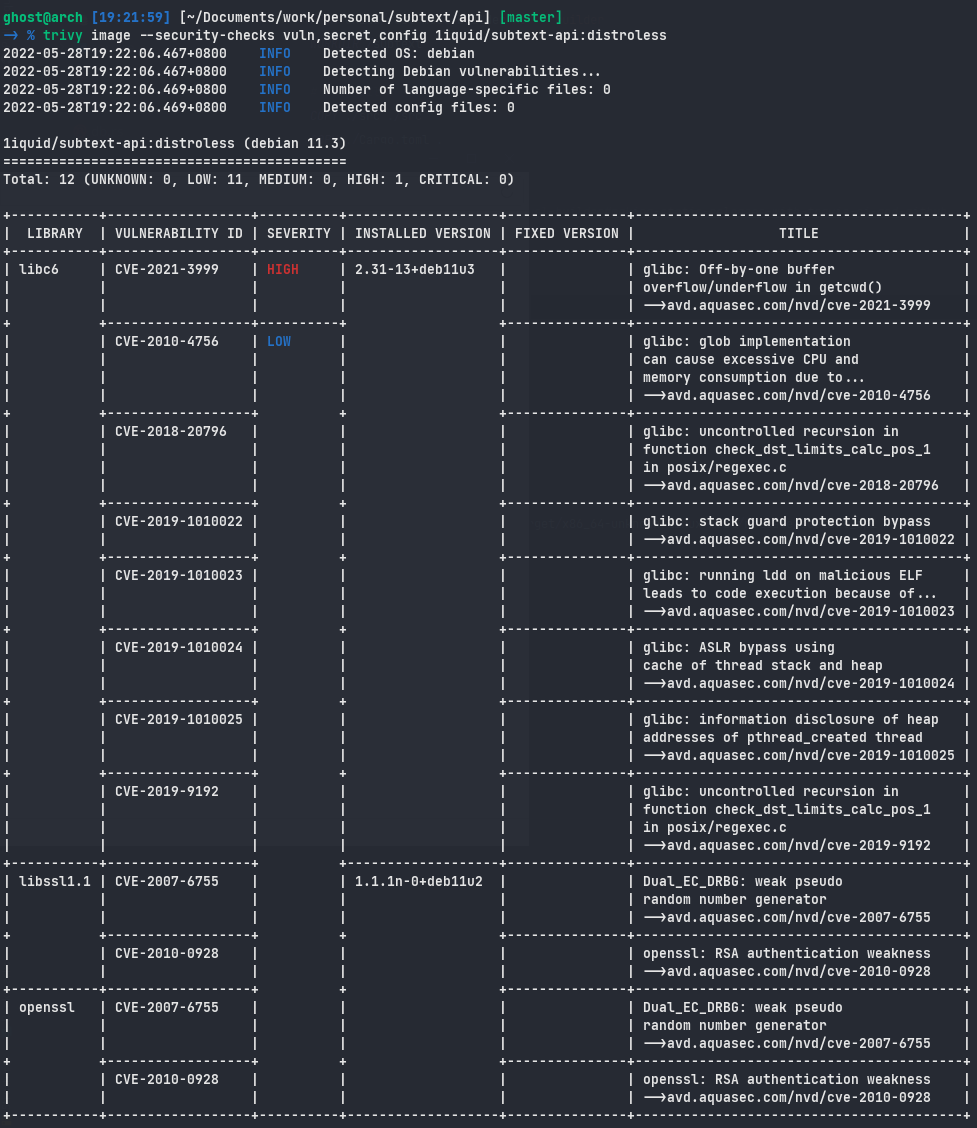 ghost@arch [19:21:59] [~/Documents/work/personal/subtext/api] [master]
-> % trivy image --security-checks vuln,secret,config 1iquid/subtext-api:distroless
2022-05-28T19:22:06.467+0800    INFO    Detected OS: debian
2022-05-28T19:22:06.467+0800    INFO    Detecting Debian vulnerabilities...
2022-05-28T19:22:06.469+0800    INFO    Number of language-specific files: 0
2022-05-28T19:22:06.469+0800    INFO    Detected config files: 0

1iquid/subtext-api:distroless (debian 11.3)
===========================================
Total: 12 (UNKNOWN: 0, LOW: 11, MEDIUM: 0, HIGH: 1, CRITICAL: 0)

+-----------+------------------+----------+-------------------+---------------+-----------------------------------------+
|  LIBRARY  | VULNERABILITY ID | SEVERITY | INSTALLED VERSION | FIXED VERSION |                  TITLE                  |
+-----------+------------------+----------+-------------------+---------------+-----------------------------------------+
| libc6     | CVE-2021-3999    | HIGH     | 2.31-13+deb11u3   |               | glibc: Off-by-one buffer                |
|           |                  |          |                   |               | overflow/underflow in getcwd()          |
|           |                  |          |                   |               | -->avd.aquasec.com/nvd/cve-2021-3999    |
+           +------------------+----------+                   +---------------+-----------------------------------------+
|           | CVE-2010-4756    | LOW      |                   |               | glibc: glob implementation              |
|           |                  |          |                   |               | can cause excessive CPU and             |
|           |                  |          |                   |               | memory consumption due to...            |
|           |                  |          |                   |               | -->avd.aquasec.com/nvd/cve-2010-4756    |
+           +------------------+          +                   +---------------+-----------------------------------------+
|           | CVE-2018-20796   |          |                   |               | glibc: uncontrolled recursion in        |
|           |                  |          |                   |               | function check_dst_limits_calc_pos_1    |
|           |                  |          |                   |               | in posix/regexec.c                      |
|           |                  |          |                   |               | -->avd.aquasec.com/nvd/cve-2018-20796   |
+           +------------------+          +                   +---------------+-----------------------------------------+
|           | CVE-2019-1010022 |          |                   |               | glibc: stack guard protection bypass    |
|           |                  |          |                   |               | -->avd.aquasec.com/nvd/cve-2019-1010022 |
+           +------------------+          +                   +---------------+-----------------------------------------+
|           | CVE-2019-1010023 |          |                   |               | glibc: running ldd on malicious ELF     |
|           |                  |          |                   |               | leads to code execution because of...   |
|           |                  |          |                   |               | -->avd.aquasec.com/nvd/cve-2019-1010023 |
+           +------------------+          +                   +---------------+-----------------------------------------+
|           | CVE-2019-1010024 |          |                   |               | glibc: ASLR bypass using                |
|           |                  |          |                   |               | cache of thread stack and heap          |
|           |                  |          |                   |               | -->avd.aquasec.com/nvd/cve-2019-1010024 |
+           +------------------+          +                   +---------------+-----------------------------------------+
|           | CVE-2019-1010025 |          |                   |               | glibc: information disclosure of heap   |
|           |                  |          |                   |               | addresses of pthread_created thread     |
|           |                  |          |                   |               | -->avd.aquasec.com/nvd/cve-2019-1010025 |
+           +------------------+          +                   +---------------+-----------------------------------------+
|           | CVE-2019-9192    |          |                   |               | glibc: uncontrolled recursion in        |
|           |                  |          |                   |               | function check_dst_limits_calc_pos_1    |
|           |                  |          |                   |               | in posix/regexec.c                      |
|           |                  |          |                   |               | -->avd.aquasec.com/nvd/cve-2019-9192    |
+-----------+------------------+          +-------------------+---------------+-----------------------------------------+
| libssl1.1 | CVE-2007-6755    |          | 1.1.1n-0+deb11u2  |               | Dual_EC_DRBG: weak pseudo               |
|           |                  |          |                   |               | random number generator                 |
|           |                  |          |                   |               | -->avd.aquasec.com/nvd/cve-2007-6755    |
+           +------------------+          +                   +---------------+-----------------------------------------+
|           | CVE-2010-0928    |          |                   |               | openssl: RSA authentication weakness    |
|           |                  |          |                   |               | -->avd.aquasec.com/nvd/cve-2010-0928    |
+-----------+------------------+          +                   +---------------+-----------------------------------------+
| openssl   | CVE-2007-6755    |          |                   |               | Dual_EC_DRBG: weak pseudo               |
|           |                  |          |                   |               | random number generator                 |
|           |                  |          |                   |               | -->avd.aquasec.com/nvd/cve-2007-6755    |
+           +------------------+          +                   +---------------+-----------------------------------------+
|           | CVE-2010-0928    |          |                   |               | openssl: RSA authentication weakness    |
|           |                  |          |                   |               | -->avd.aquasec.com/nvd/cve-2010-0928    |
+-----------+------------------+----------+-------------------+---------------+-----------------------------------------+